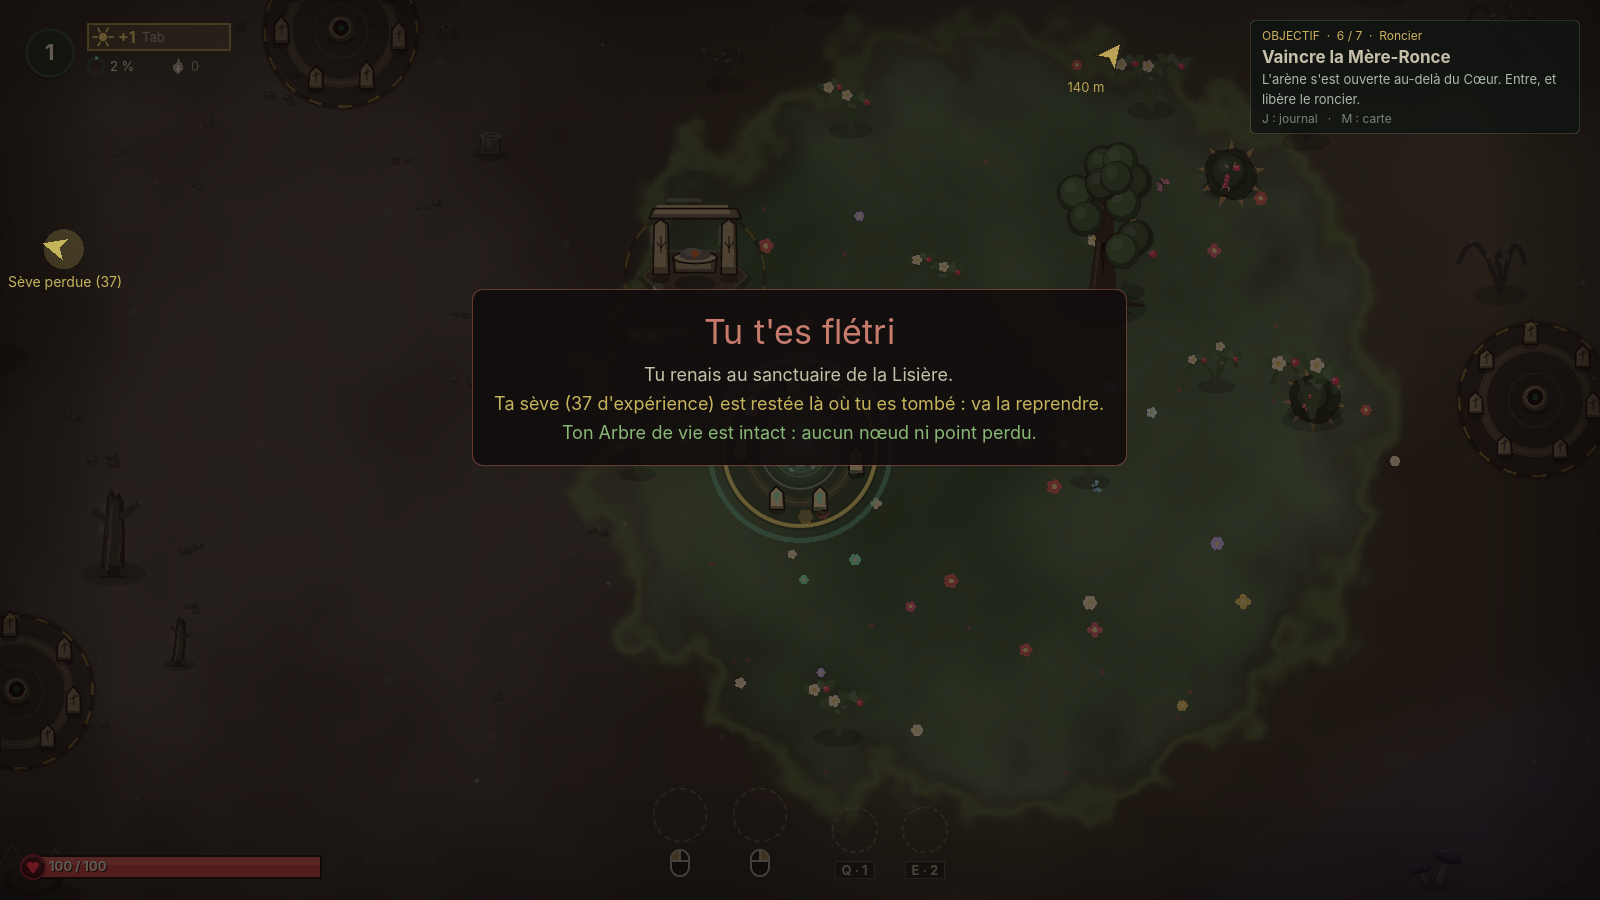 1
+1 Tab
2 %
0
140 m
OBJECTIF · 6 / 7 · Roncier
Vaincre la Mère-Ronce
L'arène s'est ouverte au-delà du Cœur. Entre, et
libère le roncier.
J : journal · M : carte
Sève perdue (37)
Tu t'es flétri
Tu renais au sanctuaire de la Lisière.
Ta sève (37 d'expérience) est restée là où tu es tombé : va la reprendre.
Ton Arbre de vie est intact : aucun nœud ni point perdu.
100 / 100
Q · 1
E · 2